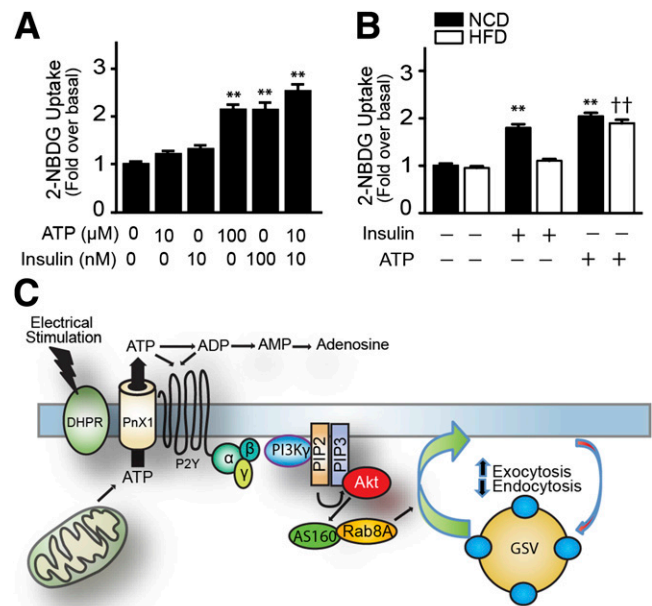 A
2-NBDG Uptake
(Fold over basal)
3
2
1
0
** ** **
ATP (µM) 0 10 0 100 0 10
Insulin (nM) 0 0 10 0 100 10
B
NCD
HFD
2-NBDG Uptake
(Fold over basal)
3
2
1
0
** ** ††
Insulin – – + + – –
ATP – – – – + +
C
Electrical
Stimulation
ATP ADP AMP Adenosine
DHPR
PnX1
P2Y
ATP
α
β
γ
PI3Kγ
PIP2
PIP3
Akt
AS160
Rab8A
Exocytosis
Endocytosis
GSV